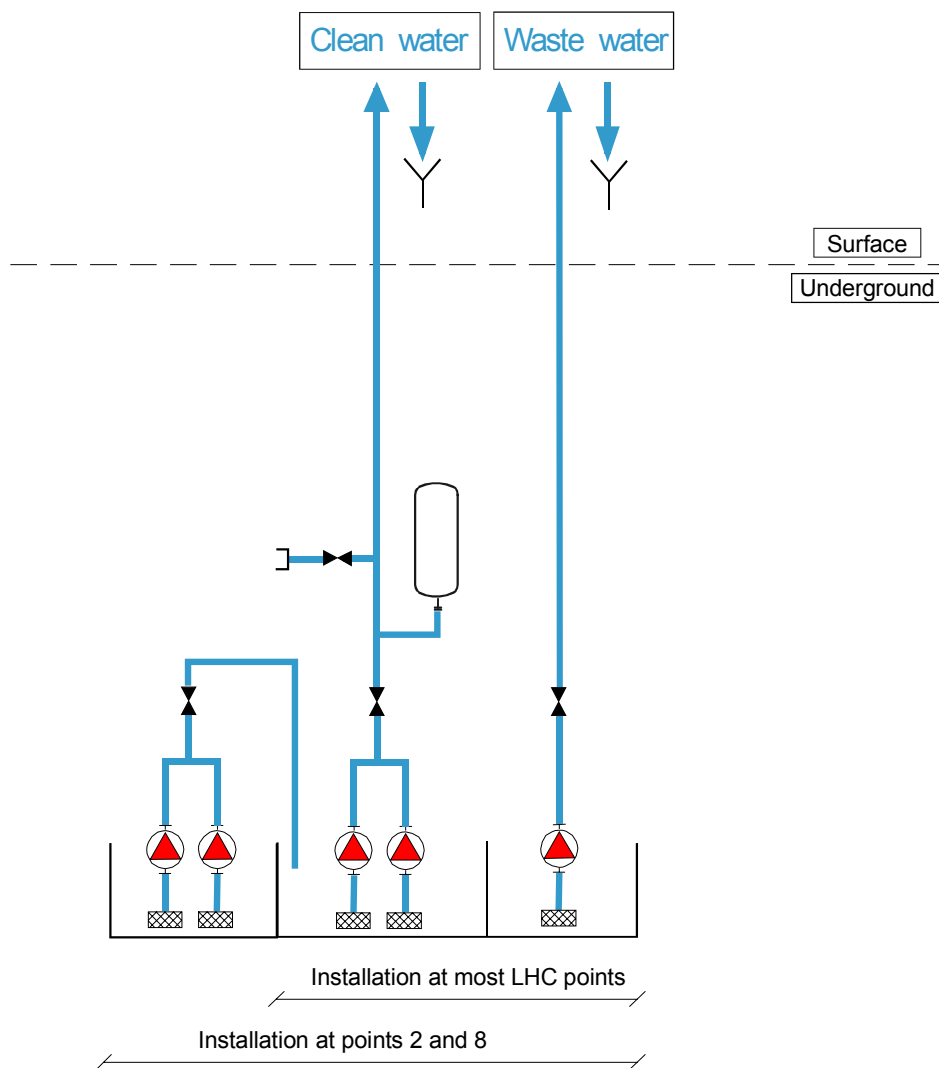 Clean water
Waste water
Surface
Underground
Installation at most LHC points
Installation at points 2 and 8